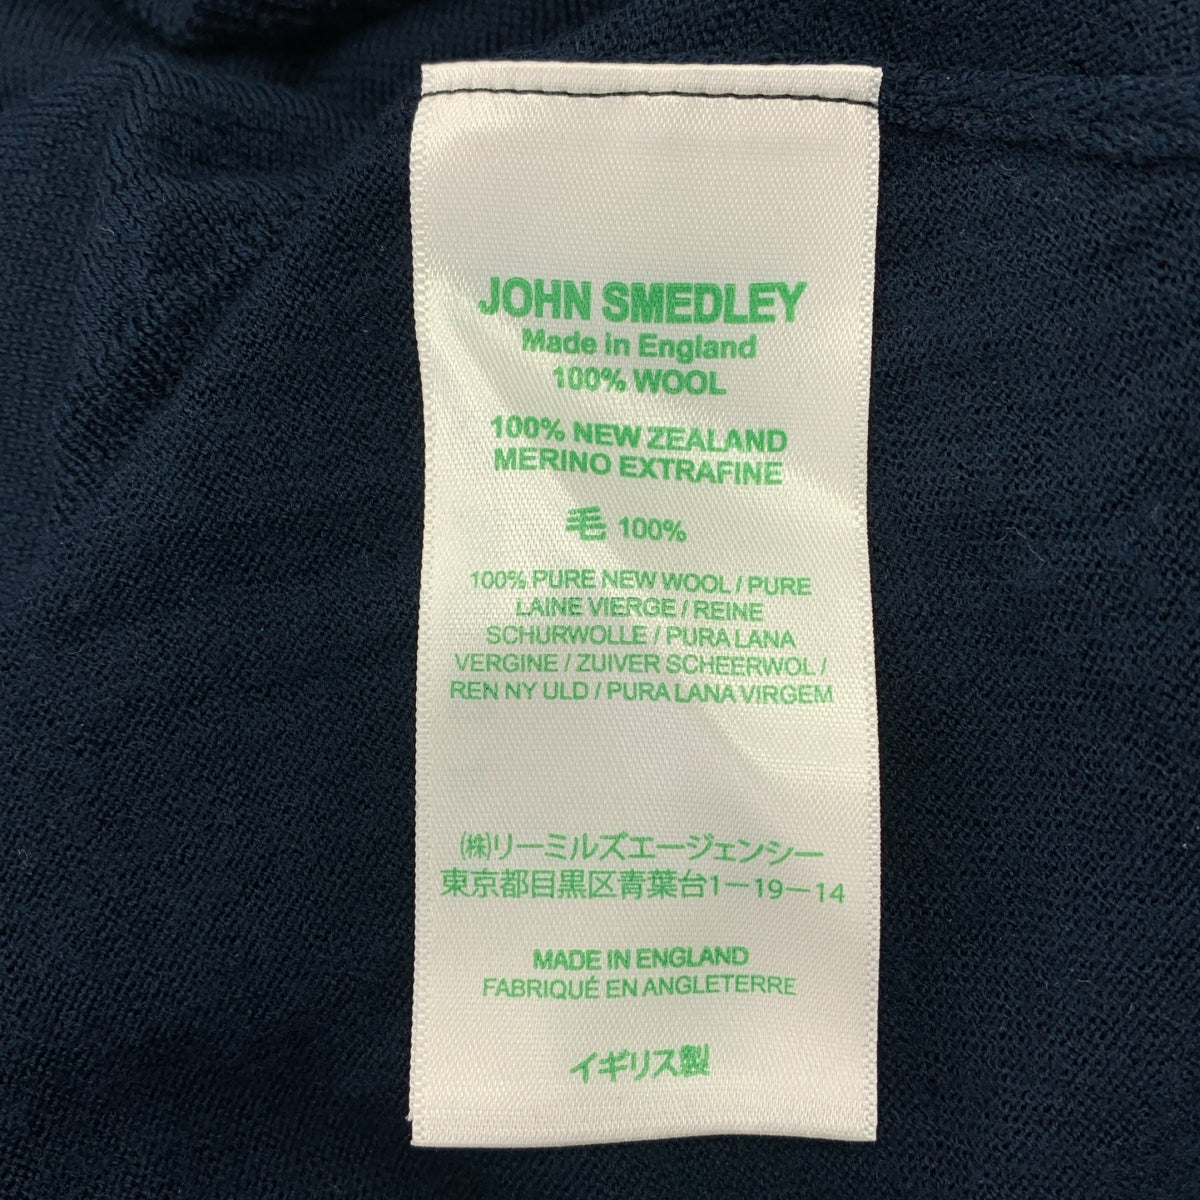 JOHN SMEDLEY
Made in England
100% WOOL
100% NEW ZEALAND
MERINO EXTRAFINE
毛 100%
100% PURE NEW WOOL / PURE
LAINE VIERGE / REINE
SCHURWOLLE / PURA LANA
VERGINE / ZUIVER SCHEERWOL /
REN NY ULD / PURA LANA VIRGEM
㈱リーミルズエージェンシー
東京都目黒区青葉台1－19－14
MADE IN ENGLAND
FABRIQUÉ EN ANGLETERRE
イギリス製